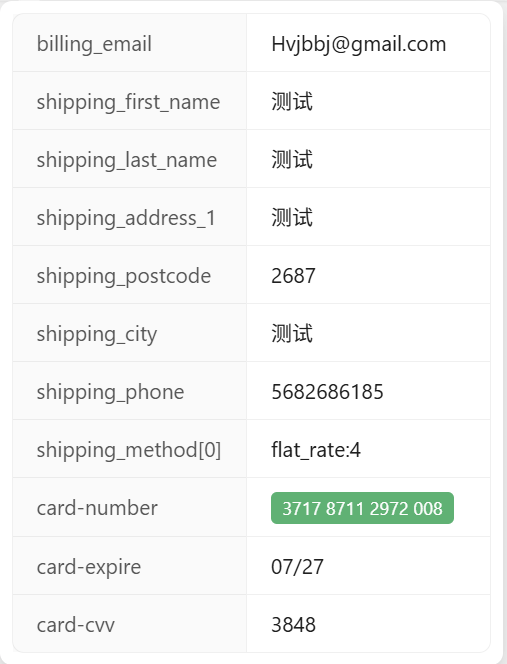 billing_email Hvjbbj@gmail.com
shipping_first_name 测试
shipping_last_name 测试
shipping_address_1 测试
shipping_postcode 2687
shipping_city 测试
shipping_phone 5682686185
shipping_method[0] flat_rate:4
card-number 3717 8711 2972 008
card-expire 07/27
card-cvv 3848